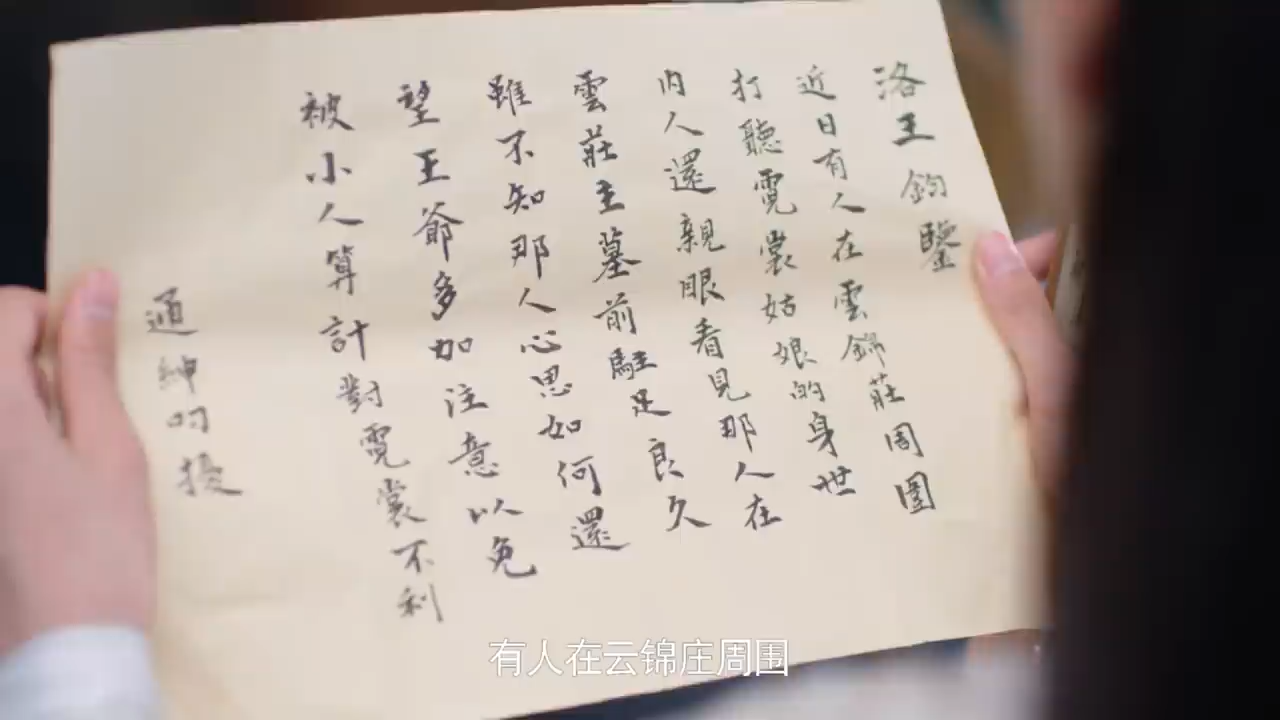 洛王鈞鑒
近日有人在雲錦莊周圍
打聽霓裳姑娘的身世
内人還親眼看見那人在
雲莊主墓前駐足良久
雖不知那人心思如何還
望王爺多加注意以免
被小人算計對霓裳不利
通紳叨擾
有人在云锦庄周围